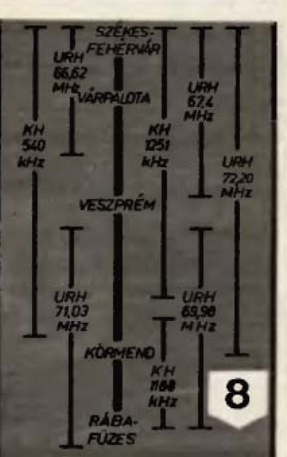 SZÉKES-
FEHÉRVÁR
URH
66,62
MHz
VÁRPALOTA
URH
67,4
MHz
KH
540
kHz
KH
1251
kHz
URH
72,20
MHz
VESZPRÉM
URH
71,03
MHz
URH
69,98
MHz
KÖRMEND
KH
1188
kHz
8
RÁBA-
FÜZES